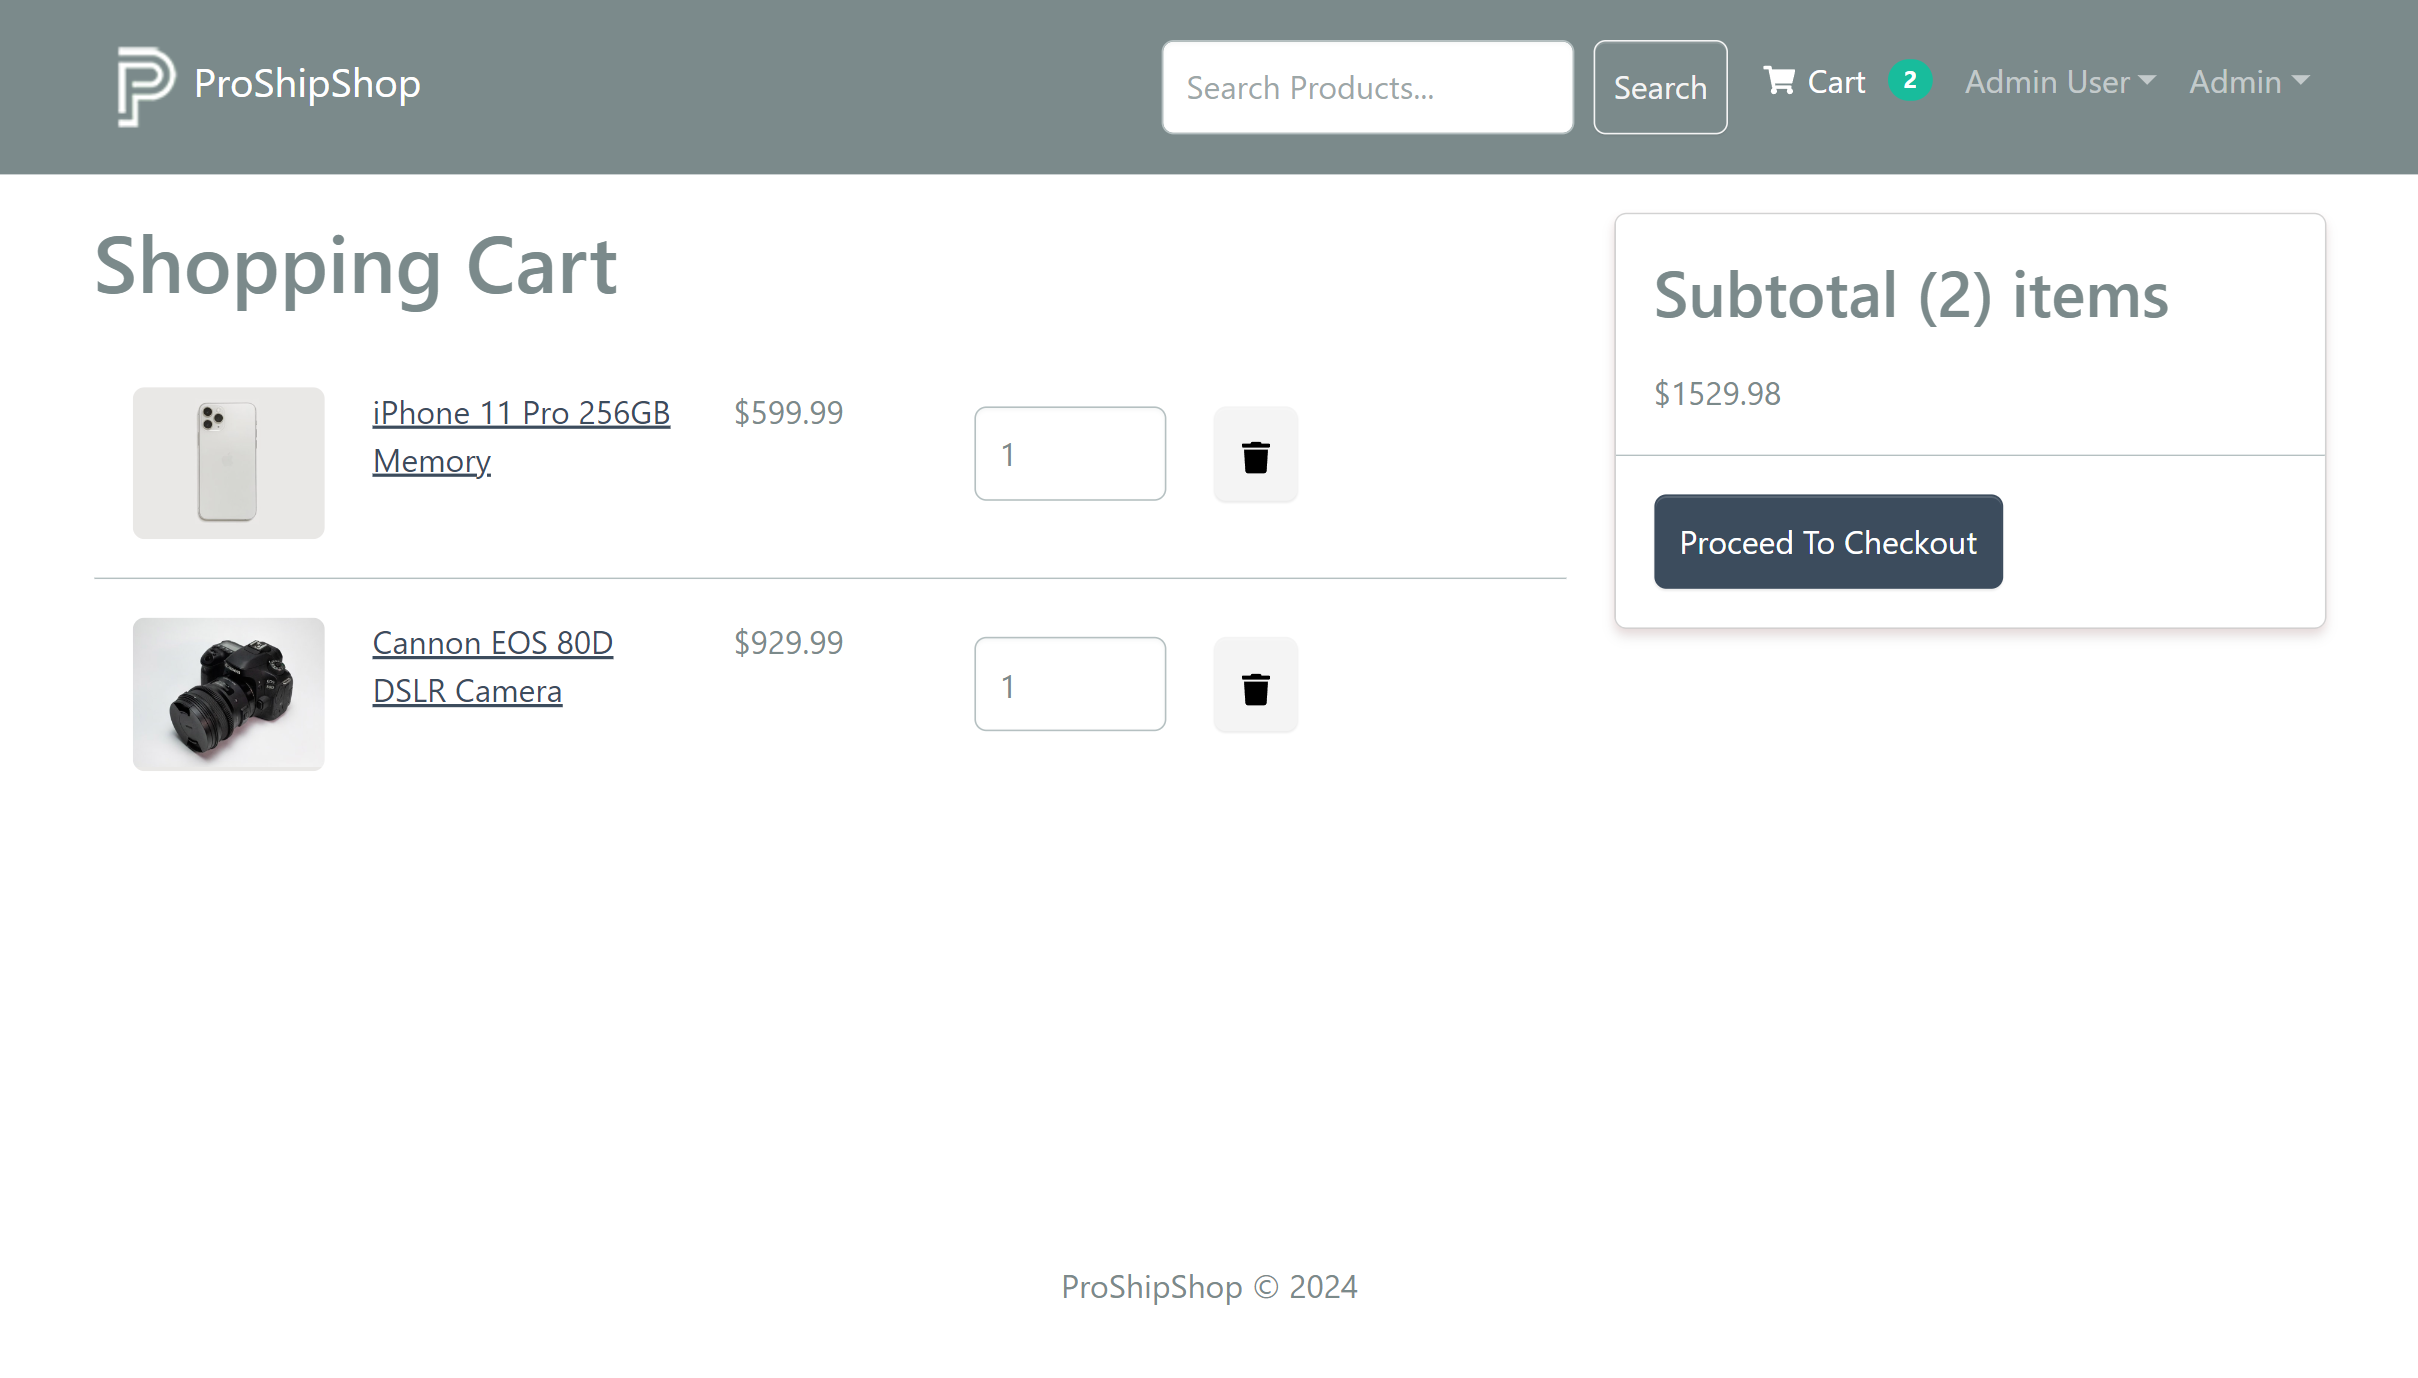 ProShipShop
Search Products...
Search
Cart 2
Admin User
Admin
Shopping Cart
iPhone 11 Pro 256GB
Memory
$599.99
1
Cannon EOS 80D
DSLR Camera
$929.99
1
Subtotal (2) items
$1529.98
Proceed To Checkout
ProShipShop © 2024